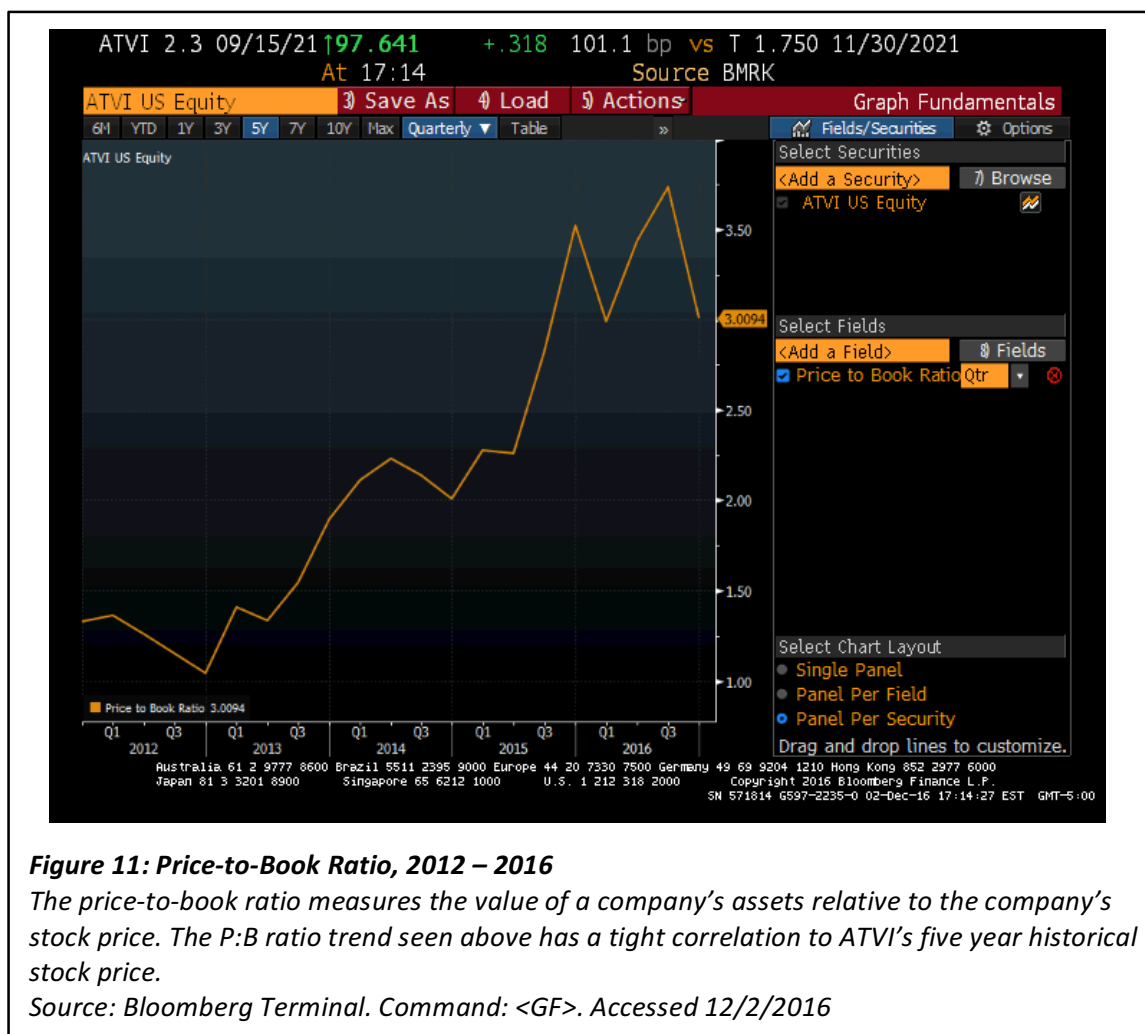 ATVI 2.3 09/15/21 ↑97.641 +.318 101.1 bp vs T 1.750 11/30/2021
At 17:14 Source BMRK
ATVI US Equity 3) Save As 4) Load 5) Actions Graph Fundamentals
6M YTD 1Y 3Y 5Y 7Y 10Y Max Quarterly ▼ Table » Fields/Securities Options
ATVI US Equity
Select Securities
<Add a Security> 7) Browse
ATVI US Equity
3.50
3.0094
Select Fields
<Add a Field> 8) Fields
Price to Book Ratio Qtr
2.50
2.00
1.50
Select Chart Layout
Single Panel
1.00
Panel Per Field
Price to Book Ratio 3.0094
Panel Per Security
Q1 Q3 Q1 Q3 Q1 Q3 Q1 Q3 Q1 Q3
2012 2013 2014 2015 2016
Drag and drop lines to customize.
Australia 61 2 9777 8600 Brazil 5511 2395 9000 Europe 44 20 7330 7500 Germany 49 69 9204 1210 Hong Kong 852 2977 6000
Japan 81 3 3201 8900 Singapore 65 6212 1000 U.S. 1 212 318 2000 Copyright 2016 Bloomberg Finance L.P.
SN 571814 G597-2235-0 02-Dec-16 17:14:27 EST GMT-5:00
Figure 11: Price-to-Book Ratio, 2012 – 2016
The price-to-book ratio measures the value of a company’s assets relative to the company’s
stock price. The P:B ratio trend seen above has a tight correlation to ATVI’s five year historical
stock price.
Source: Bloomberg Terminal. Command: <GF>. Accessed 12/2/2016